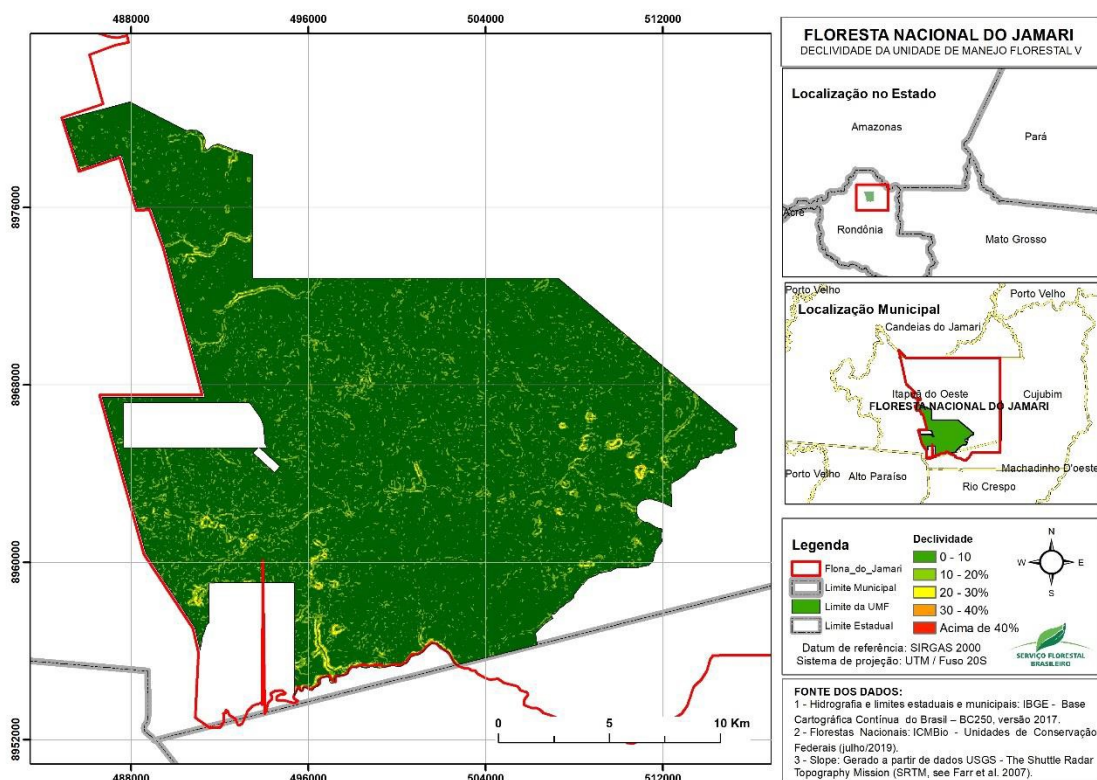 488000
496000
504000
512000
8976000
8968000
8960000
8952000
488000
496000
504000
512000
0
5
10 Km
FLORESTA NACIONAL DO JAMARI
DECLIVIDADE DA UNIDADE DE MANEJO FLORESTAL V
Localização no Estado
Amazonas
Pará
Acre
Rondônia
Mato Grosso
Porto Velho
Porto Velho
Localização Municipal
Candeias do Jamari
Itapuã do Oeste
Cujubim
FLORESTA NACIONAL DO JAMARI
Porto Velho
Alto Paraíso
Machadinho D'oeste
Rio Crespo
Legenda
Flona_do_Jamari
Limite Municipal
Limite da UMF
Limite Estadual
Declividade
0 - 10
10 - 20%
20 - 30%
30 - 40%
Acima de 40%
N
W
E
S
SERVIÇO FLORESTAL
BRASILEIRO
Datum de referência: SIRGAS 2000
Sistema de projeção: UTM / Fuso 20S
FONTE DOS DADOS:
1 - Hidrografia e limites estaduais e municipais: IBGE - Base
Cartográfica Contínua do Brasil – BC250, versão 2017.
2 - Florestas Nacionais: ICMBio - Unidades de Conservação
Federais (julho/2019).
3 - Slope: Gerado a partir de dados USGS - The Shuttle Radar
Topography Mission (SRTM, see Farr et al. 2007).